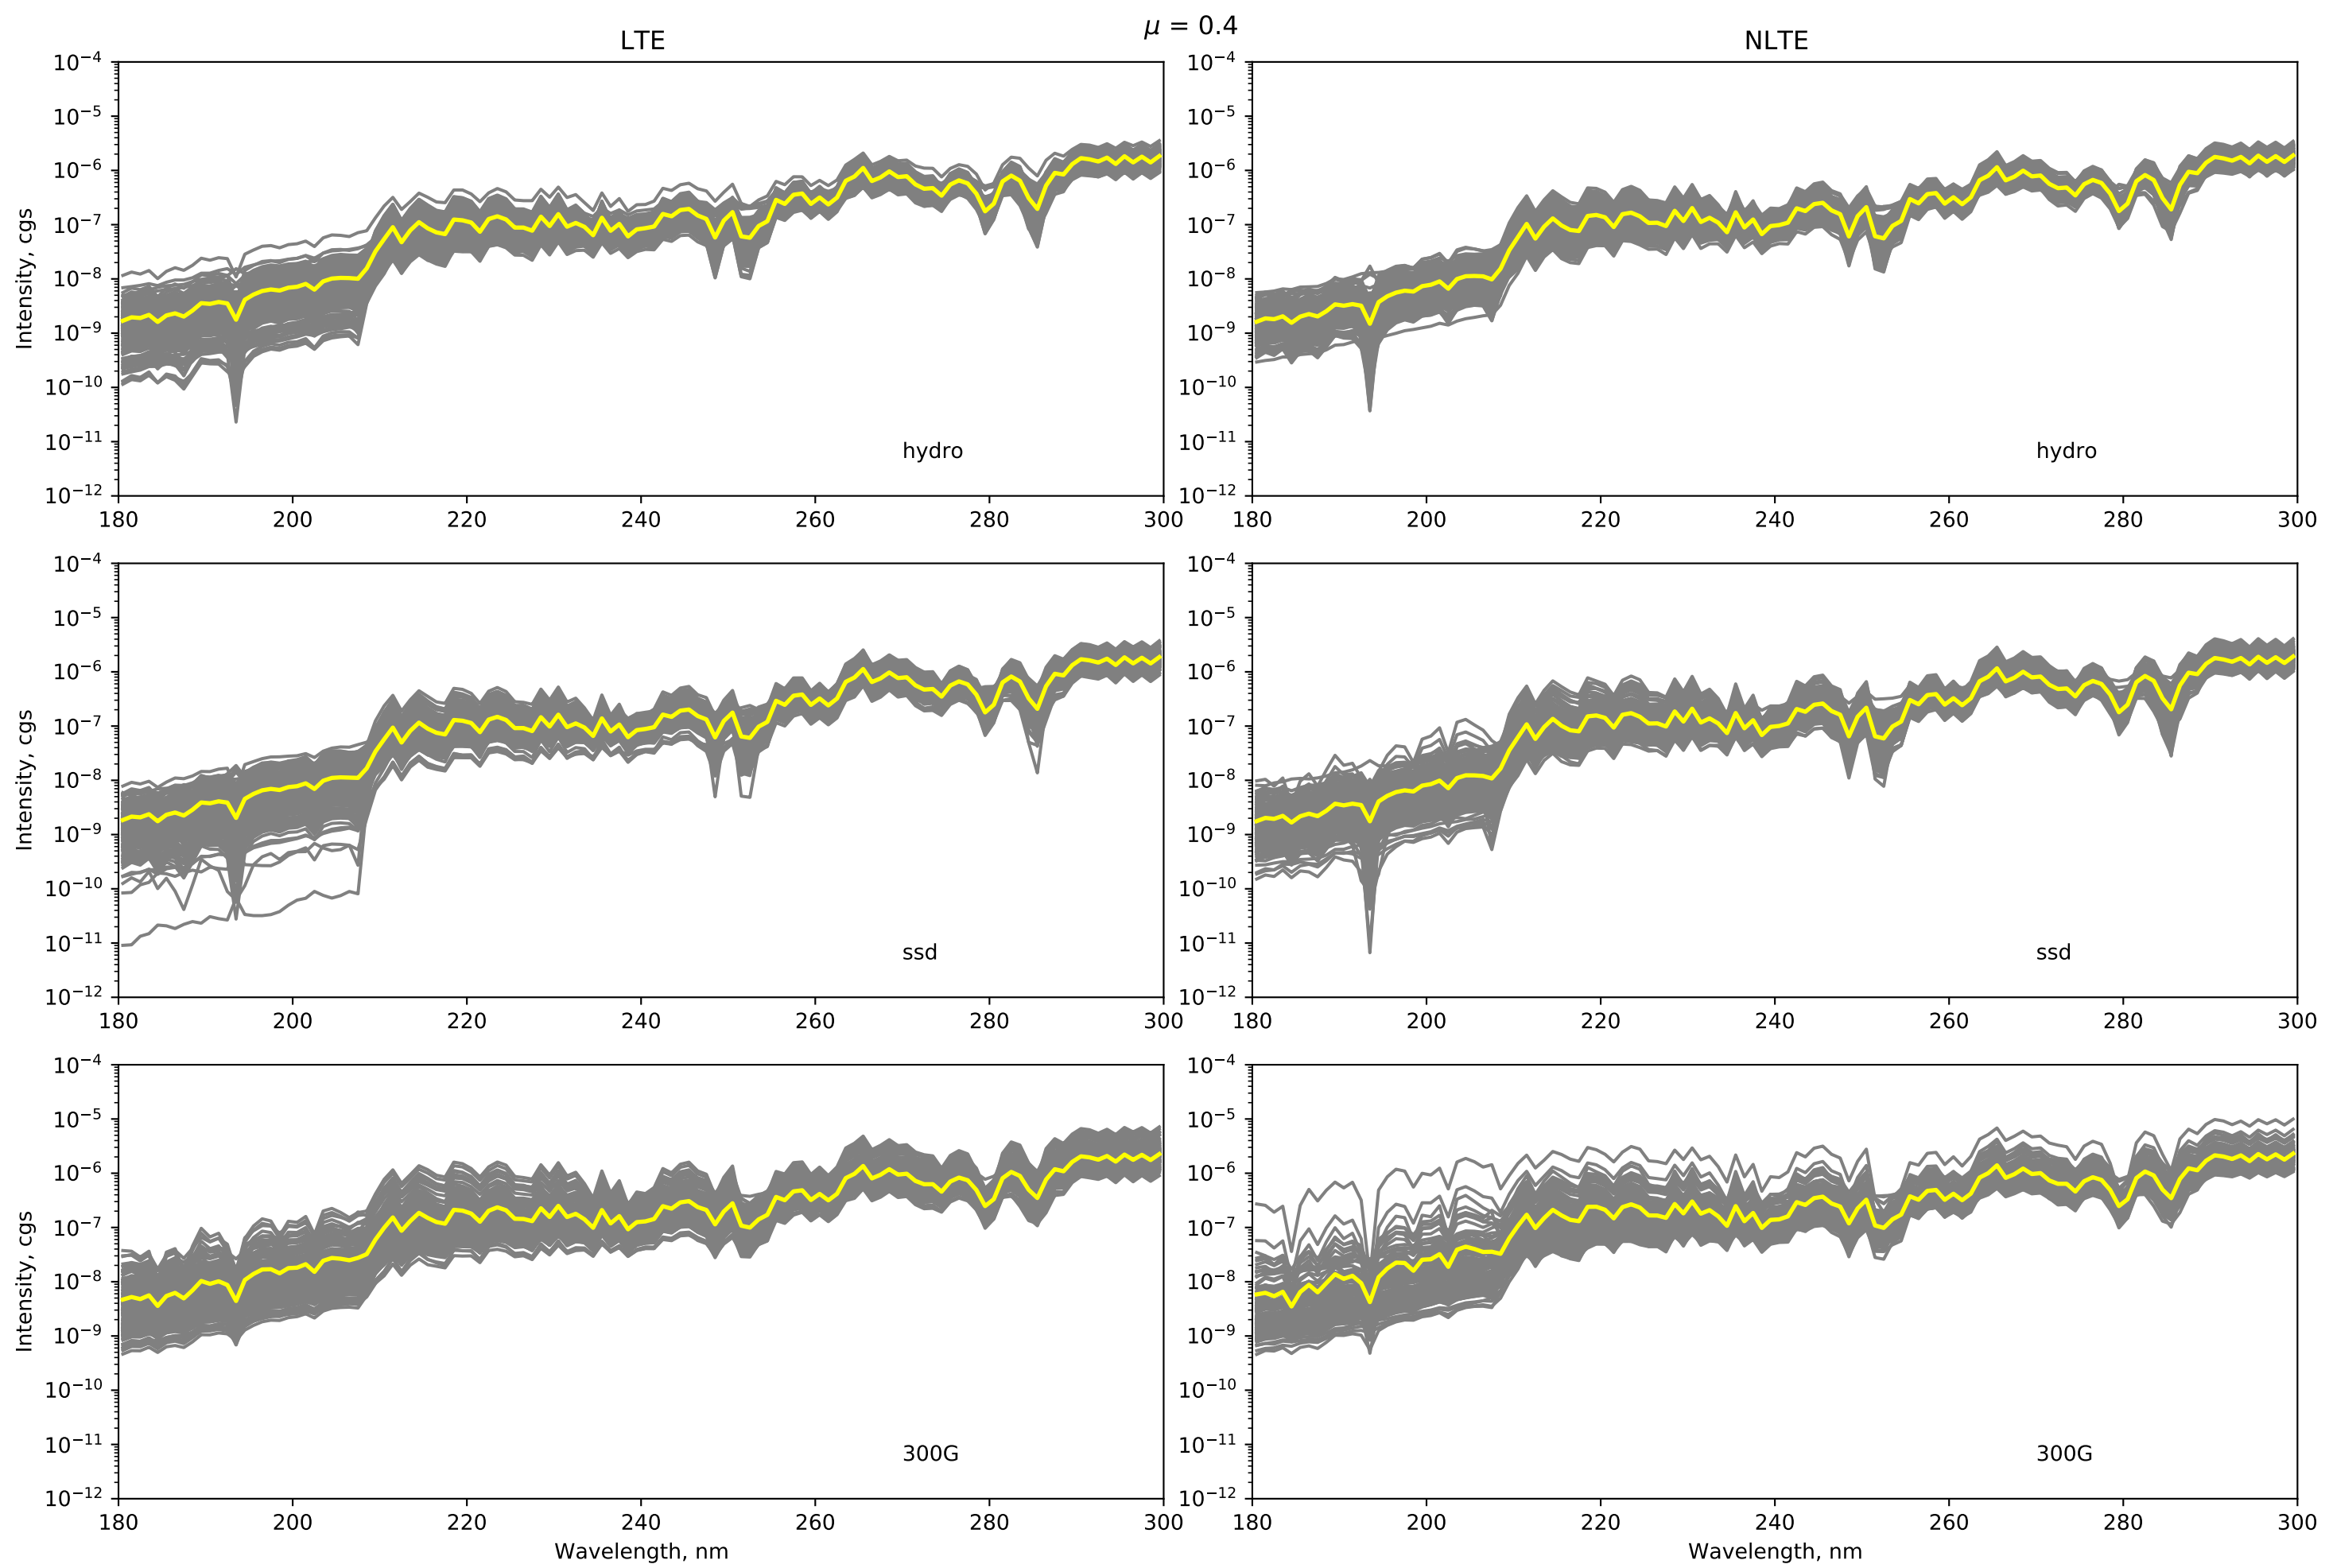 μ = 0.4
LTE
NLTE
Intensity, cgs
10⁻⁴
10⁻⁵
10⁻⁶
10⁻⁷
10⁻⁸
10⁻⁹
10⁻¹⁰
10⁻¹¹
10⁻¹²
hydro
180 200 220 240 260 280 300
10⁻⁴
10⁻⁵
10⁻⁶
10⁻⁷
10⁻⁸
10⁻⁹
10⁻¹⁰
10⁻¹¹
10⁻¹²
hydro
180 200 220 240 260 280 300
Intensity, cgs
10⁻⁴
10⁻⁵
10⁻⁶
10⁻⁷
10⁻⁸
10⁻⁹
10⁻¹⁰
10⁻¹¹
10⁻¹²
ssd
180 200 220 240 260 280 300
10⁻⁴
10⁻⁵
10⁻⁶
10⁻⁷
10⁻⁸
10⁻⁹
10⁻¹⁰
10⁻¹¹
10⁻¹²
ssd
180 200 220 240 260 280 300
Intensity, cgs
10⁻⁴
10⁻⁵
10⁻⁶
10⁻⁷
10⁻⁸
10⁻⁹
10⁻¹⁰
10⁻¹¹
10⁻¹²
300G
180 200 220 240 260 280 300
Wavelength, nm
10⁻⁴
10⁻⁵
10⁻⁶
10⁻⁷
10⁻⁸
10⁻⁹
10⁻¹⁰
10⁻¹¹
10⁻¹²
300G
180 200 220 240 260 280 300
Wavelength, nm